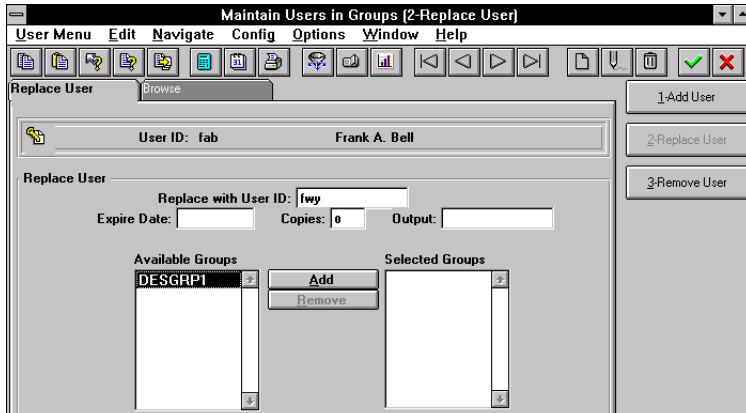 Maintain Users in Groups (2-Replace User)
User Menu Edit Navigate Config Options Window Help
Replace User Browse
1-Add User
User ID: fab Frank A. Bell
2-Replace User
Replace User
3-Remove User
Replace with User ID: fwy
Expire Date: Copies: 0 Output:
Available Groups Selected Groups
DESGRP1 Add
Remove